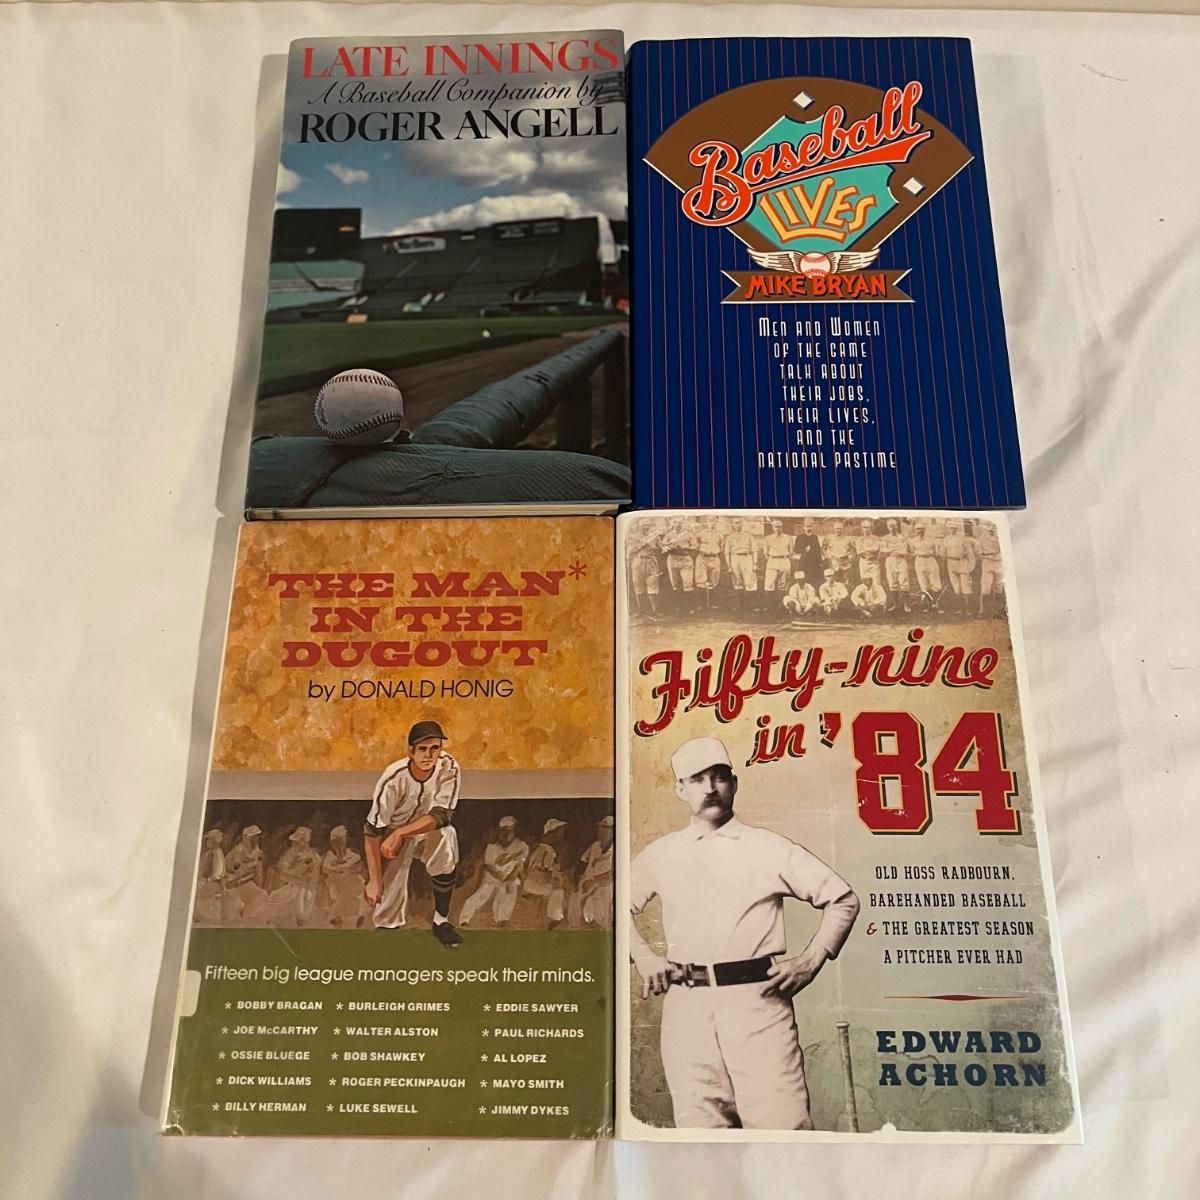 LATE INNINGS
A Baseball Companion by
ROGER ANGELL
Marlboro
Baseball
LIVES
MIKE BRYAN
MEN AND WOMEN
OF THE GAME
TALK ABOUT
THEIR JOBS,
THEIR LIVES,
AND THE
NATIONAL PASTIME
THE MAN*
IN THE
DUGOUT
by DONALD HONIG
Fifteen big league managers speak their minds.
* BOBBY BRAGAN * BURLEIGH GRIMES * EDDIE SAWYER
* JOE McCARTHY * WALTER ALSTON * PAUL RICHARDS
* OSSIE BLUEGE * BOB SHAWKEY * AL LOPEZ
* DICK WILLIAMS * ROGER PECKINPAUGH * MAYO SMITH
* BILLY HERMAN * LUKE SEWELL * JIMMY DYKES
Fifty-nine
in '84
OLD HOSS RADBOURN,
BAREHANDED BASEBALL
& THE GREATEST SEASON
A PITCHER EVER HAD
EDWARD
ACHORN